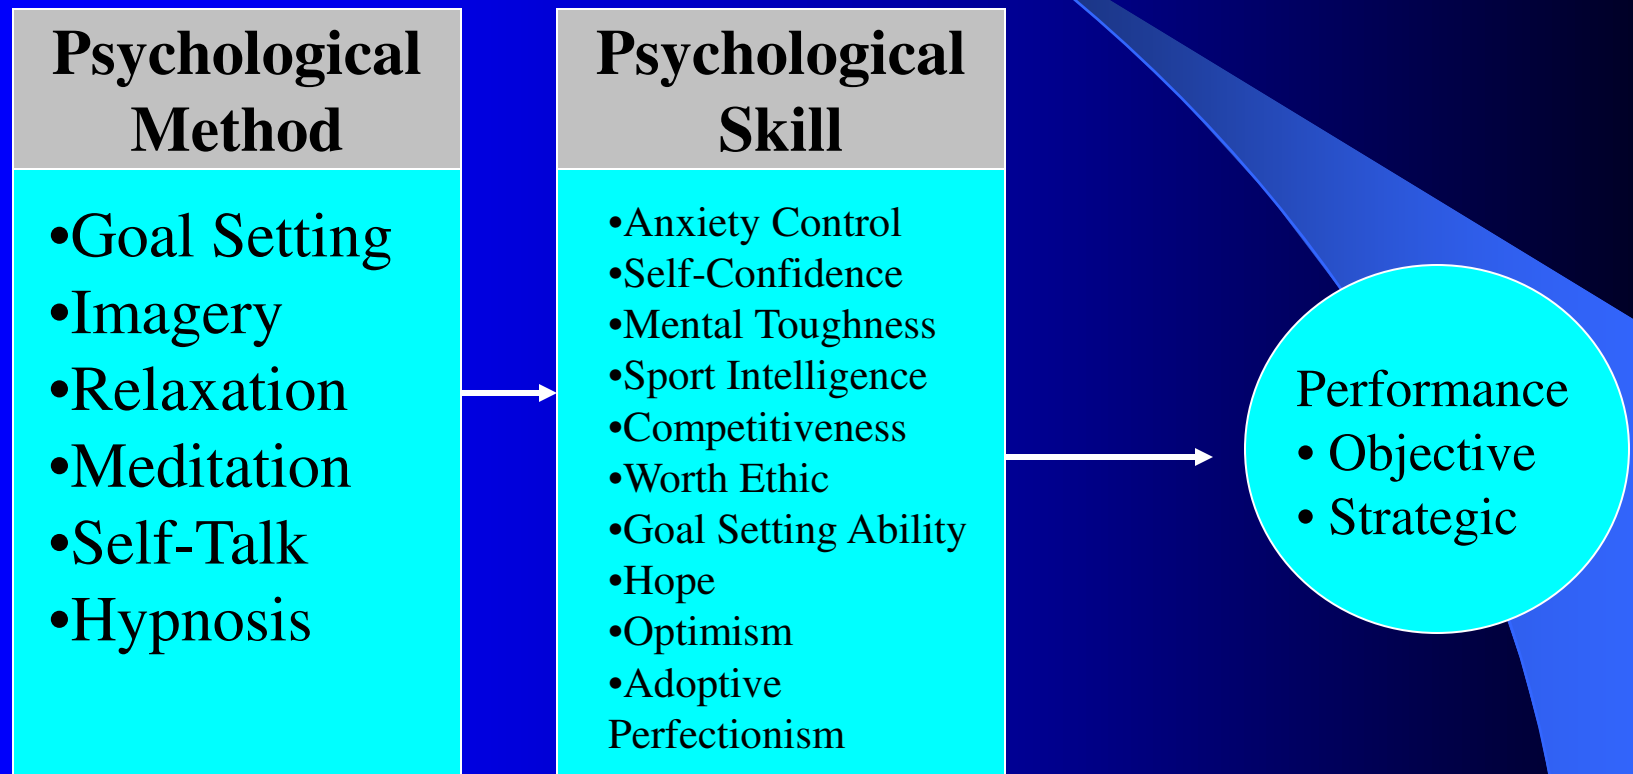 Psychological
Method
•Goal Setting
•Imagery
•Relaxation
•Meditation
•Self-Talk
•Hypnosis
Psychological
Skill
•Anxiety Control
•Self-Confidence
•Mental Toughness
•Sport Intelligence
•Competitiveness
•Worth Ethic
•Goal Setting Ability
•Hope
•Optimism
•Adoptive
Perfectionism
Performance
• Objective
• Strategic